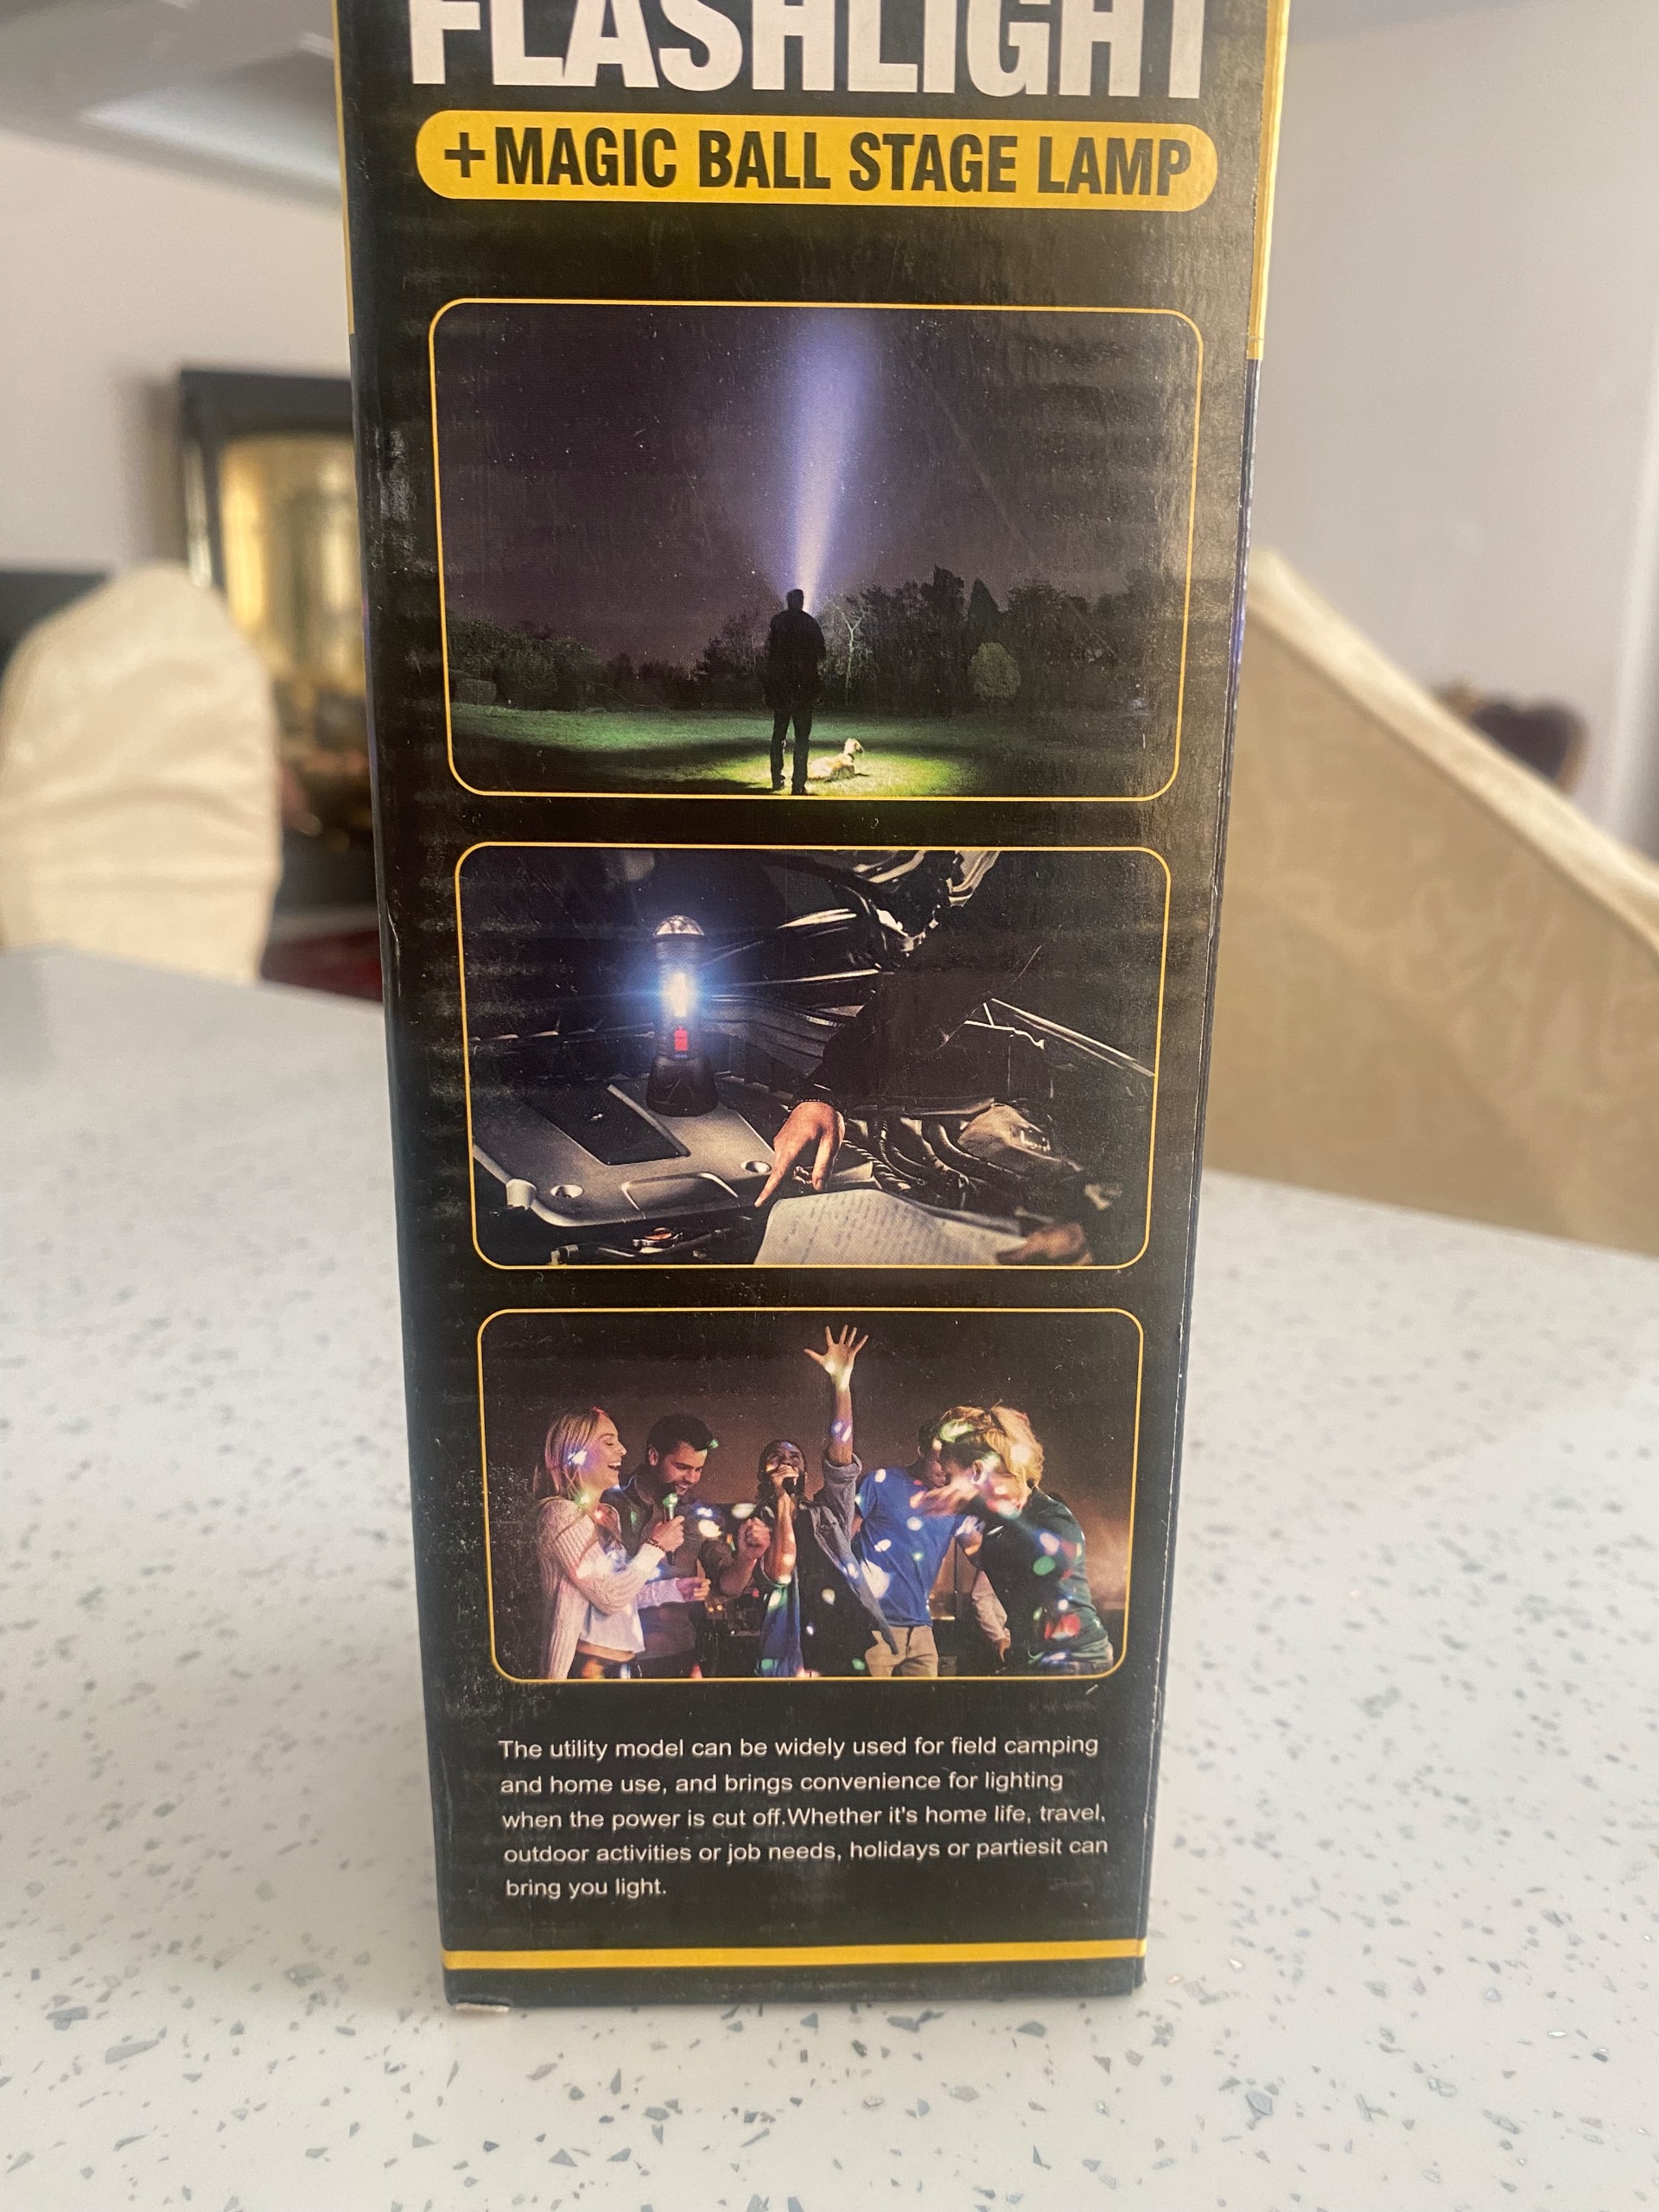 FLASHLIGHT
+MAGIC BALL STAGE LAMP
The utility model can be widely used for field camping
and home use, and brings convenience for lighting
when the power is cut off.Whether it's home life, travel,
outdoor activities or job needs, holidays or partiesit can
bring you light.